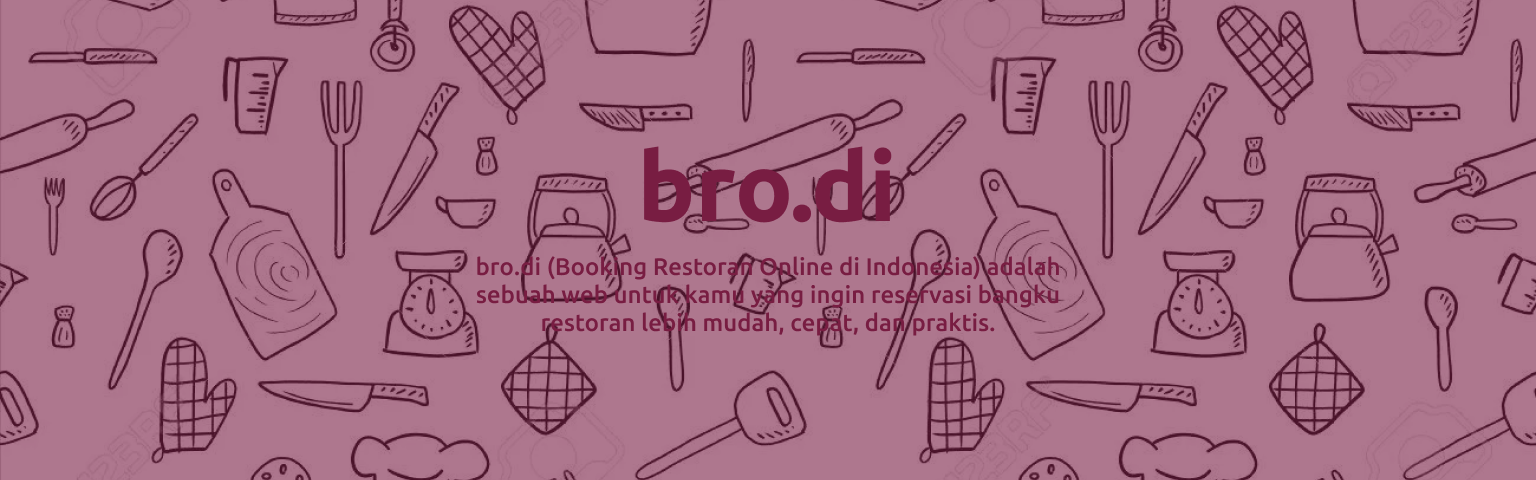 bro.di
bro.di (Booking Restoran Online di Indonesia) adalah
sebuah web untuk kamu yang ingin reservasi bangku
restoran lebih mudah, cepat, dan praktis.